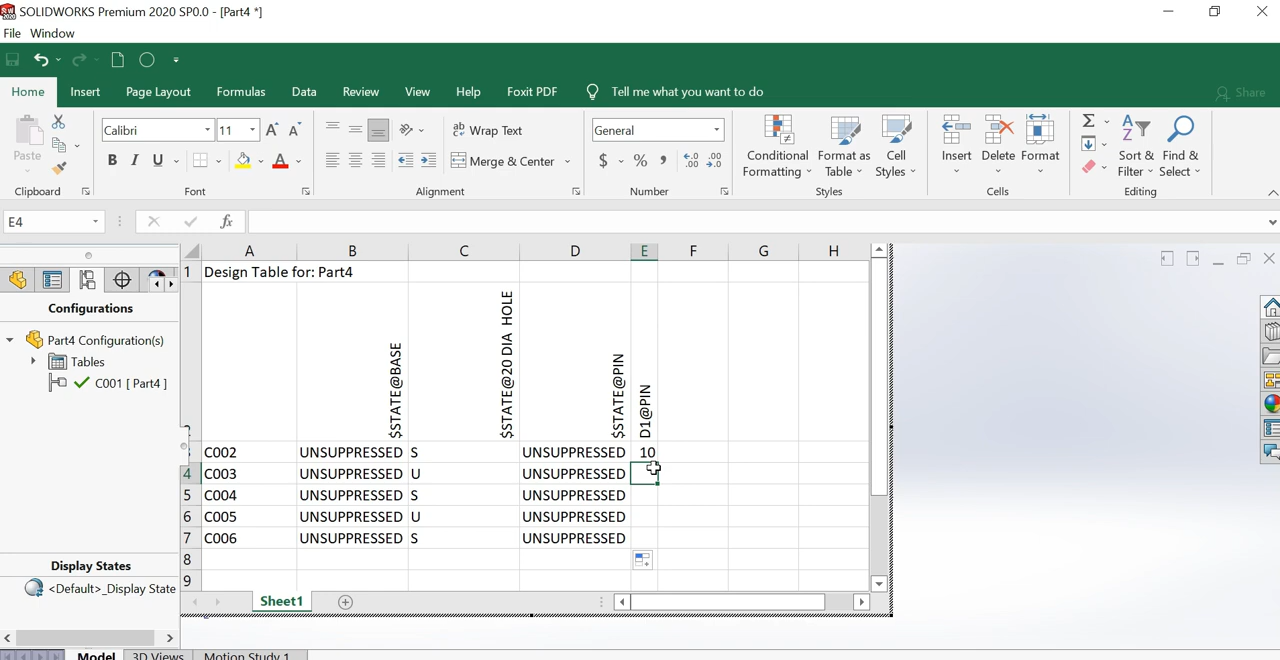 SOLIDWORKS Premium 2020 SP0.0 - [Part4 *]
File Window
Home Insert Page Layout Formulas Data Review View Help Foxit PDF Tell me what you want to do Share
Calibri 11 A A Wrap Text General
Paste B I U A Merge & Center $ % Conditional Formatting Format as Table Cell Styles Insert Delete Format Sort & Filter Find & Select
Clipboard Font Alignment Number Styles Cells Editing
E4 fx
A B C D E F G H
1 Design Table for: Part4
Configurations
Part4 Configuration(s)
Tables
C001 [ Part4 ]
$STATE@BASE $STATE@20 DIA HOLE $STATE@PIN D1@PIN
C002 UNSUPPRESSED S UNSUPPRESSED 10
4 C003 UNSUPPRESSED U UNSUPPRESSED
5 C004 UNSUPPRESSED S UNSUPPRESSED
6 C005 UNSUPPRESSED U UNSUPPRESSED
7 C006 UNSUPPRESSED S UNSUPPRESSED
8
9
Display States
<Default>_Display State
Sheet1
Model 3D Views Motion Study 1